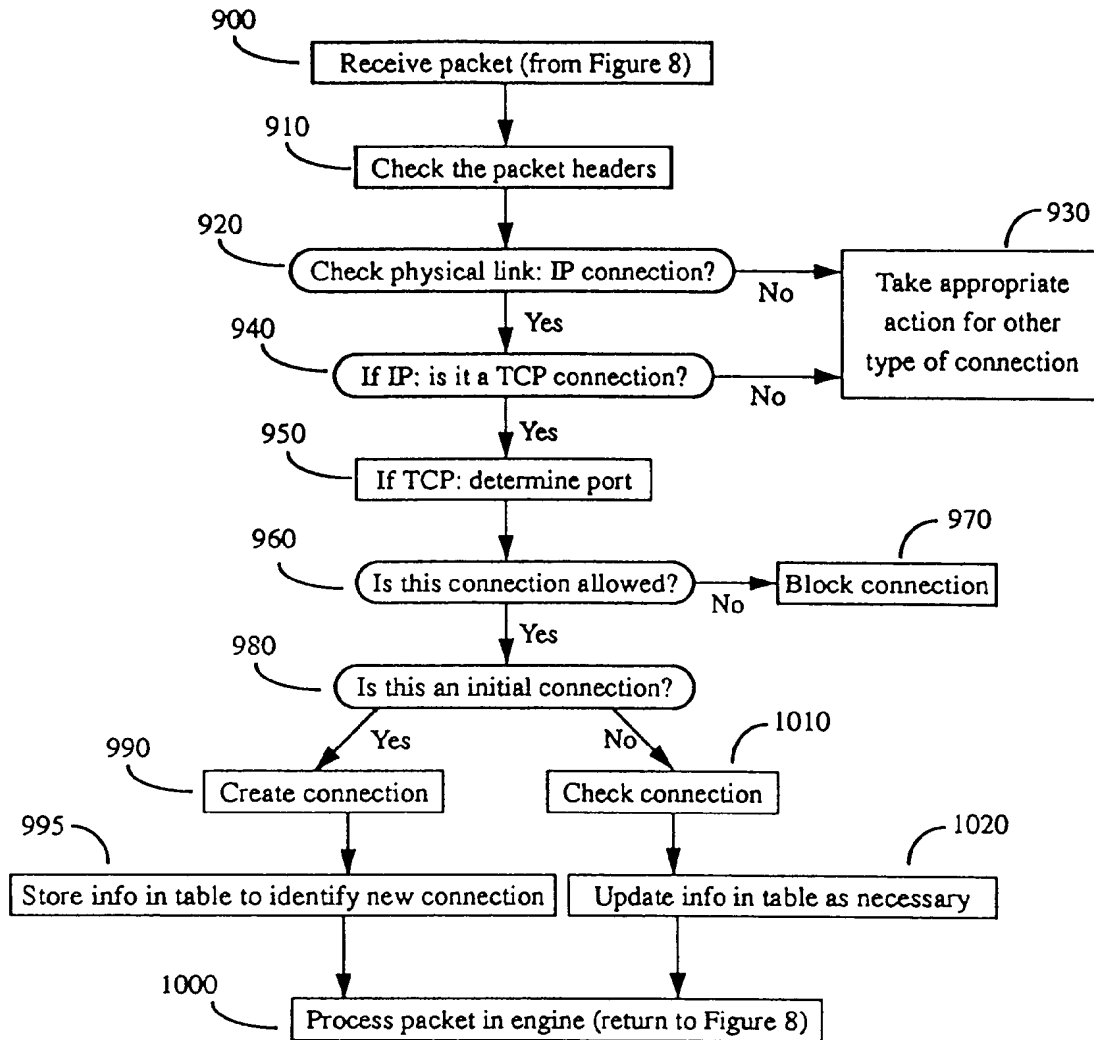 900
Receive packet (from Figure 8)
910
Check the packet headers
920
Check physical link: IP connection?
No
930
Take appropriate
action for other
type of connection
Yes
940
If IP: is it a TCP connection?
No
Yes
950
If TCP: determine port
960
Is this connection allowed?
No
970
Block connection
Yes
980
Is this an initial connection?
Yes
No
990
Create connection
1010
Check connection
995
Store info in table to identify new connection
1020
Update info in table as necessary
1000
Process packet in engine (return to Figure 8)